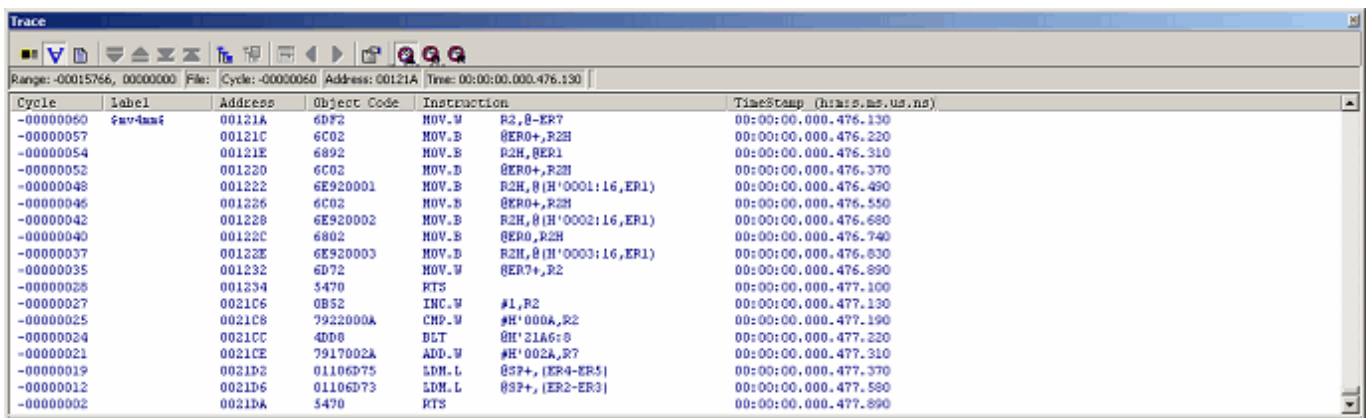 Trace
Range: -00015766, 00000000 File: Cycle: -00000060 Address: 00121A Time: 00:00:00.000.476.130
Cycle Label Address Object Code Instruction TimeStamp (h:m:s.ms.us.ns)
-00000060 $mv4mm$ 00121A 6DF2 MOV.W R2,@-ER7 00:00:00.000.476.130
-00000057 00121C 6C02 MOV.B @ER0+,R2H 00:00:00.000.476.220
-00000054 00121E 6892 MOV.B R2H,@ER1 00:00:00.000.476.310
-00000052 001220 6C02 MOV.B @ER0+,R2H 00:00:00.000.476.370
-00000048 001222 6E920001 MOV.B R2H,@(H'0001:16,ER1) 00:00:00.000.476.490
-00000046 001226 6C02 MOV.B @ER0+,R2H 00:00:00.000.476.550
-00000042 001228 6E920002 MOV.B R2H,@(H'0002:16,ER1) 00:00:00.000.476.680
-00000040 00122C 6802 MOV.B @ER0,R2H 00:00:00.000.476.740
-00000037 00122E 6E920003 MOV.B R2H,@(H'0003:16,ER1) 00:00:00.000.476.830
-00000035 001232 6D72 MOV.W @ER7+,R2 00:00:00.000.476.890
-00000028 001234 5470 RTS 00:00:00.000.477.100
-00000027 0021C6 0B52 INC.W #1,R2 00:00:00.000.477.130
-00000025 0021C8 7922000A CMP.W #H'000A,R2 00:00:00.000.477.190
-00000024 0021CC 4DD8 BLT @H'21A6:8 00:00:00.000.477.220
-00000021 0021CE 7917002A ADD.W #H'002A,R7 00:00:00.000.477.310
-00000019 0021D2 01106D75 LDM.L @SP+,(ER4-ER5) 00:00:00.000.477.370
-00000012 0021D6 01106D73 LDM.L @SP+,(ER2-ER3) 00:00:00.000.477.580
-00000002 0021DA 5470 RTS 00:00:00.000.477.890